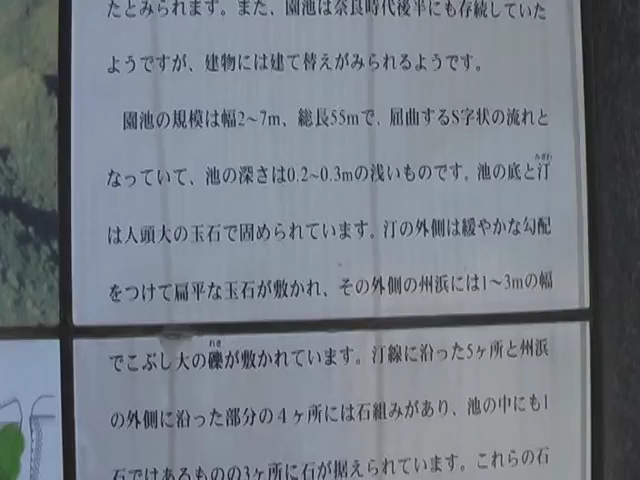 たとみられます。また、園池は奈良時代後半にも存続していた
ようですが、建物には建て替えがみられるようです。
園池の規模は幅2~7m、総長55mで、屈曲するS字状の流れと
なっていて、池の深さは0.2~0.3mの浅いものです。池の底と汀
みぎわ
は人頭大の玉石で固められています。汀の外側は緩やかな勾配
をつけて扁平な玉石が敷かれ、その外側の州浜には1~3mの幅
でこぶし大の礫が敷かれています。汀線に沿った5ヶ所と州浜
れき
の外側に沿った部分の4ヶ所には石組みがあり、池の中にも1
石ではあるものの3ヶ所に石が据えられています。これらの石